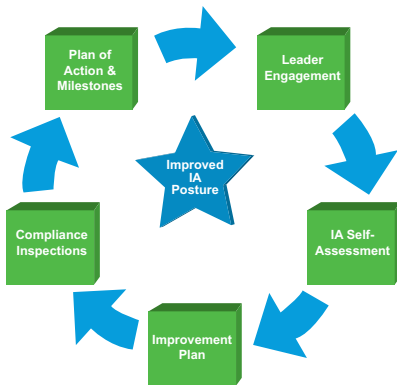 Plan of
Action &
Milestones
Leader
Engagement
Improved
IA
Posture
Compliance
Inspections
IA Self-
Assessment
Improvement
Plan